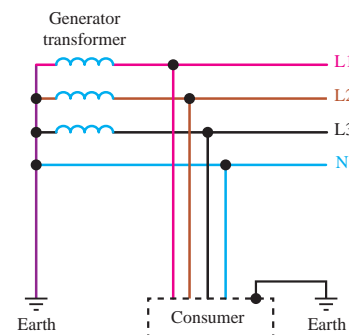 Generator
transformer
L1
L2
L3
N
Consumer
Earth
Earth